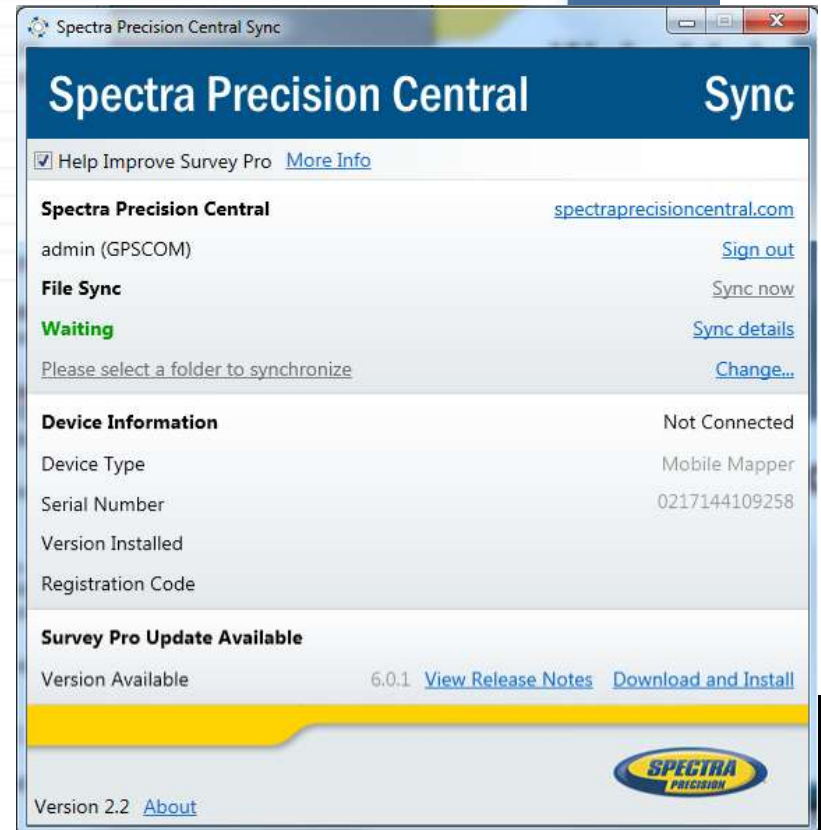 Spectra Precision Central Sync
Spectra Precision Central Sync
Help Improve Survey Pro More Info
Spectra Precision Central spectraprecisioncentral.com
admin (GPSCOM) Sign out
File Sync Sync now
Waiting Sync details
Please select a folder to synchronize Change...
Device Information Not Connected
Device Type Mobile Mapper
Serial Number 0217144109258
Version Installed
Registration Code
Survey Pro Update Available
Version Available 6.0.1 View Release Notes Download and Install
SPECTRA
PRECISION
Version 2.2 About